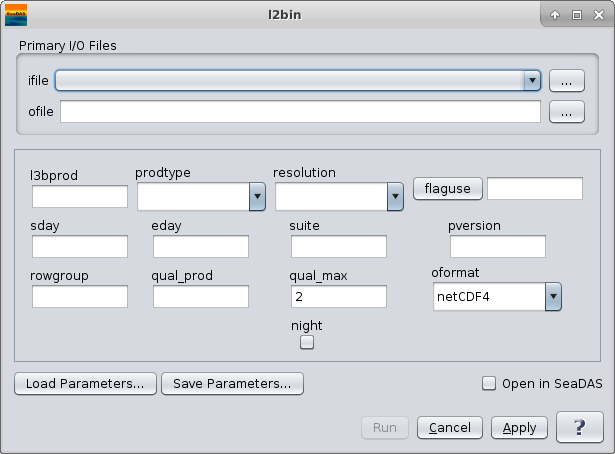 SeaDAS
l2bin
Primary I/O Files
ifile
...
ofile
...
l3bprod
prodtype
resolution
flaguse
sday
eday
suite
pversion
rowgroup
qual_prod
qual_max
oformat
2
netCDF4
night
Load Parameters...
Save Parameters...
Open in SeaDAS
Run
Cancel
Apply
?